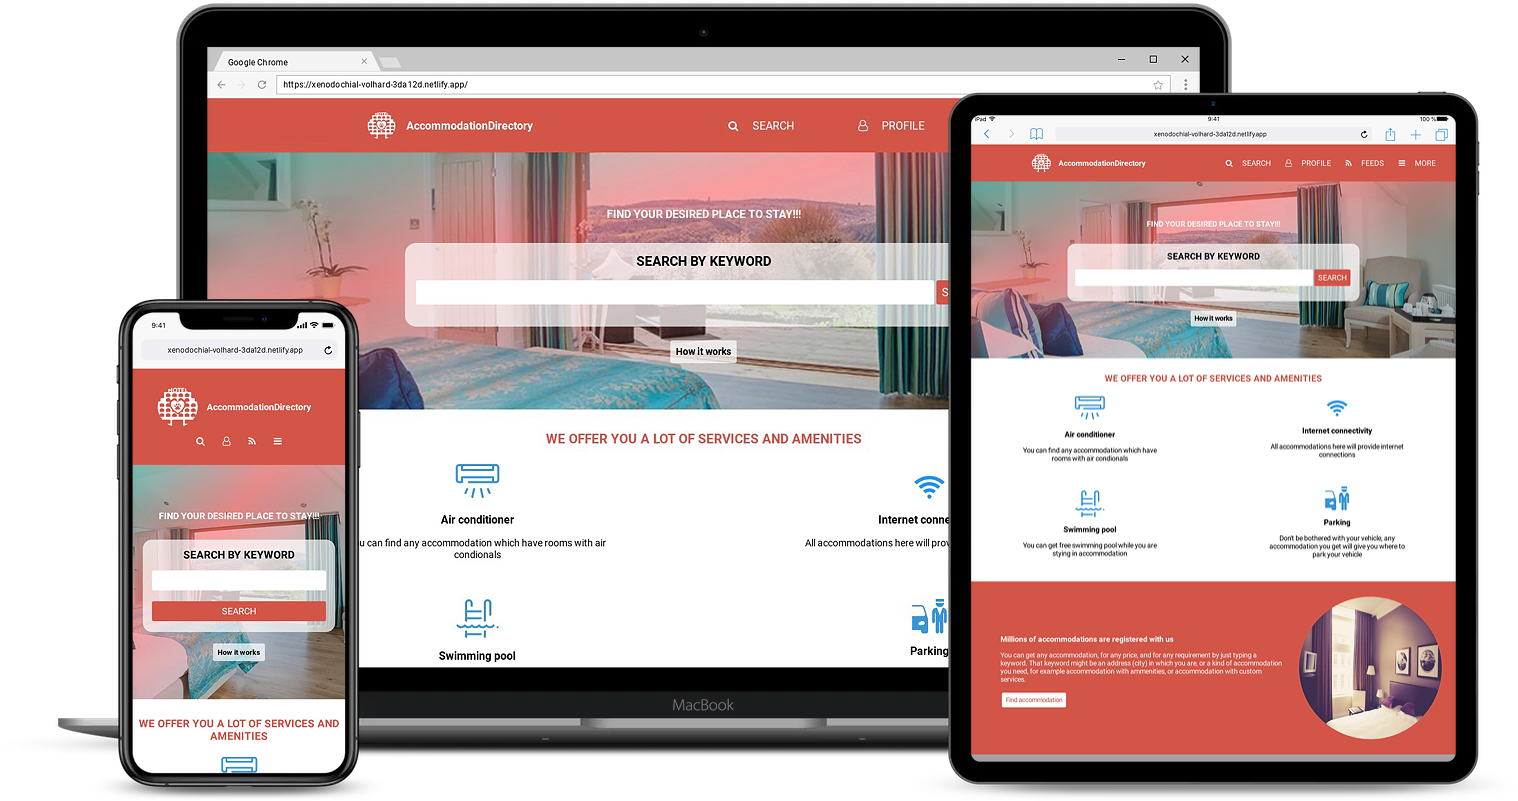 Google Chrome
https://xenodochial-volhard-3da12d.netlify.app/
AccommodationDirectory
SEARCH
PROFILE
FIND YOUR DESIRED PLACE TO STAY!!!
SEARCH BY KEYWORD
S
How it works
WE OFFER YOU A LOT OF SERVICES AND AMENITIES
Air conditioner
u can find any accommodation which have rooms with air
condionals
Internet conne
All accommodations here will prov
Swimming pool
Parking
MacBook
9:41
xenodochial-volhard-3da12d.netlify.app
HOTEL
AccommodationDirectory
FIND YOUR DESIRED PLACE TO STAY!!!
SEARCH BY KEYWORD
SEARCH
How it works
WE OFFER YOU A LOT OF SERVICES AND
AMENITIES
iPad
9:41
100 %
xenodochial-volhard-3da12d.netlify.app
AccommodationDirectory
SEARCH
PROFILE
FEEDS
MORE
FIND YOUR DESIRED PLACE TO STAY!!!
SEARCH BY KEYWORD
SEARCH
How it works
WE OFFER YOU A LOT OF SERVICES AND AMENITIES
Air conditioner
You can find any accommodation which have
rooms with air condionals
Internet connectivity
All accommodations here will provide internet
connections
Swimming pool
You can get free swimming pool while you are
stying in accommodation
Parking
Don't be bothered with your vehicle, any
accommodation you get will give you where to
park your vehicle
Millions of accommodations are registered with us
You can get any accommodation, for any price, and for any requirement by just typing a
keyword. That keyword might be an address (city) in which you are, or a kind of accommodation
you need, for example accommodation with ammenities, or accommodation with custom
services.
Find accommodation